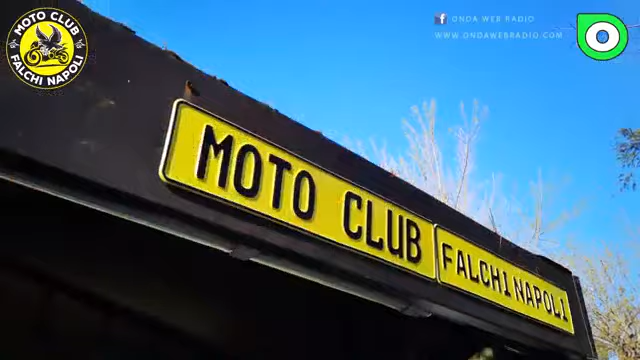 MOTO CLUB
FALCHI NAPOLI
ONDA WEB RADIO
WWW.ONDAWEBRADIO.COM
MOTO CLUB
FALCHI NAPOLI